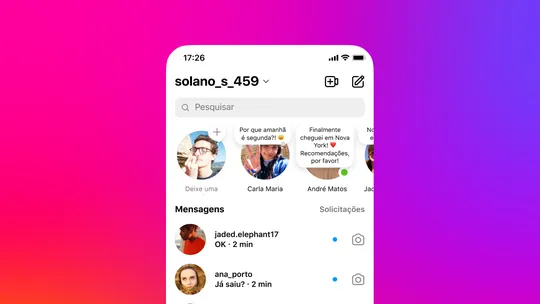 17:26
solano_s_459
Pesquisar
Por que amanhã
é segunda?! 😀
Finalmente
cheguei em Nova
York! ❤️
Recomendações,
por favor!
No
e
Deixe uma
Carla Maria
André Matos
Jac
Mensagens
Solicitações
jaded.elephant17
OK · 2 min
ana_porto
Já saiu? · 2 min